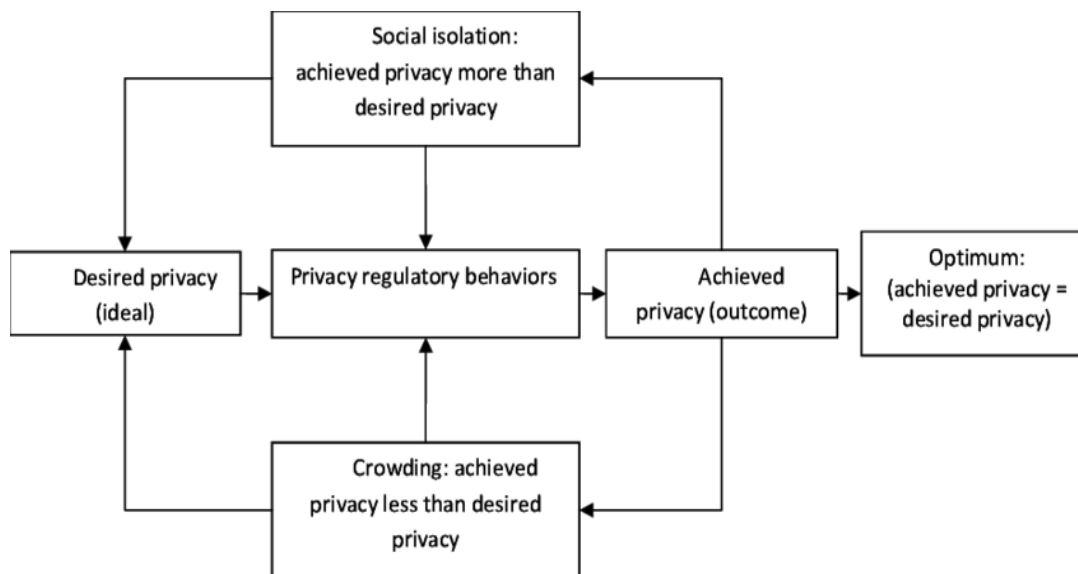 Social isolation:
achieved privacy more than
desired privacy
Desired privacy
(ideal)
Privacy regulatory behaviors
Achieved
privacy (outcome)
Optimum:
(achieved privacy =
desired privacy)
Crowding: achieved
privacy less than desired
privacy